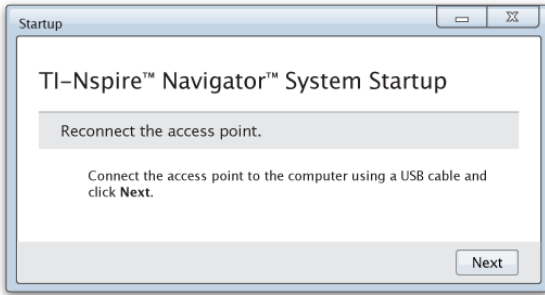 Startup
TI-Nspire™ Navigator™ System Startup
Reconnect the access point.
Connect the access point to the computer using a USB cable and
click Next.
Next